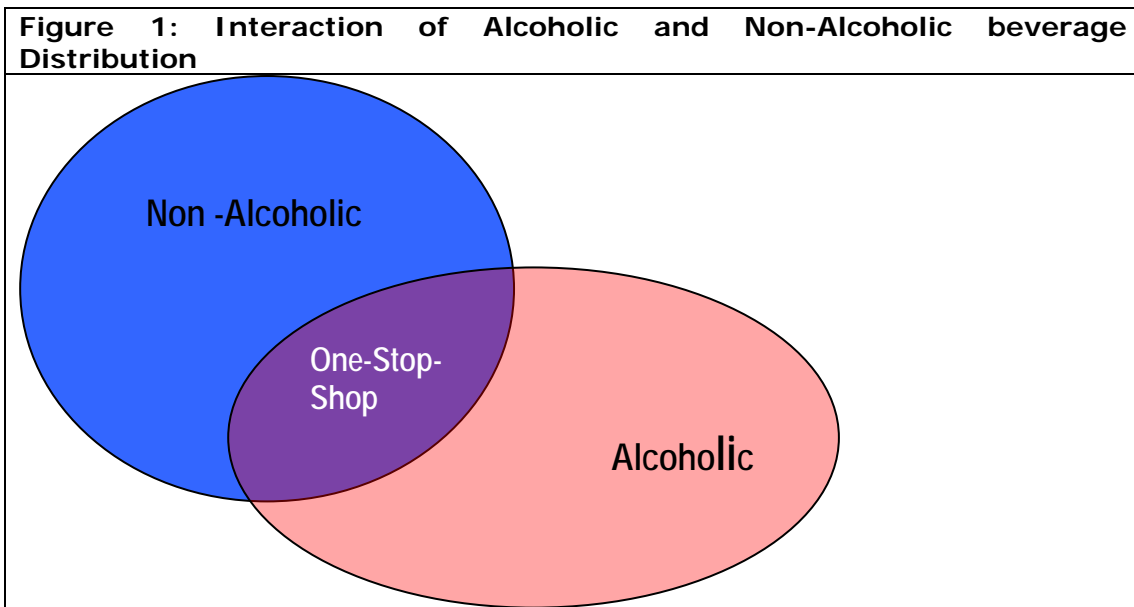 Figure 1: Interaction of Alcoholic and Non-Alcoholic beverage
Distribution
Non -Alcoholic
One-Stop-
Shop
Alcoholic